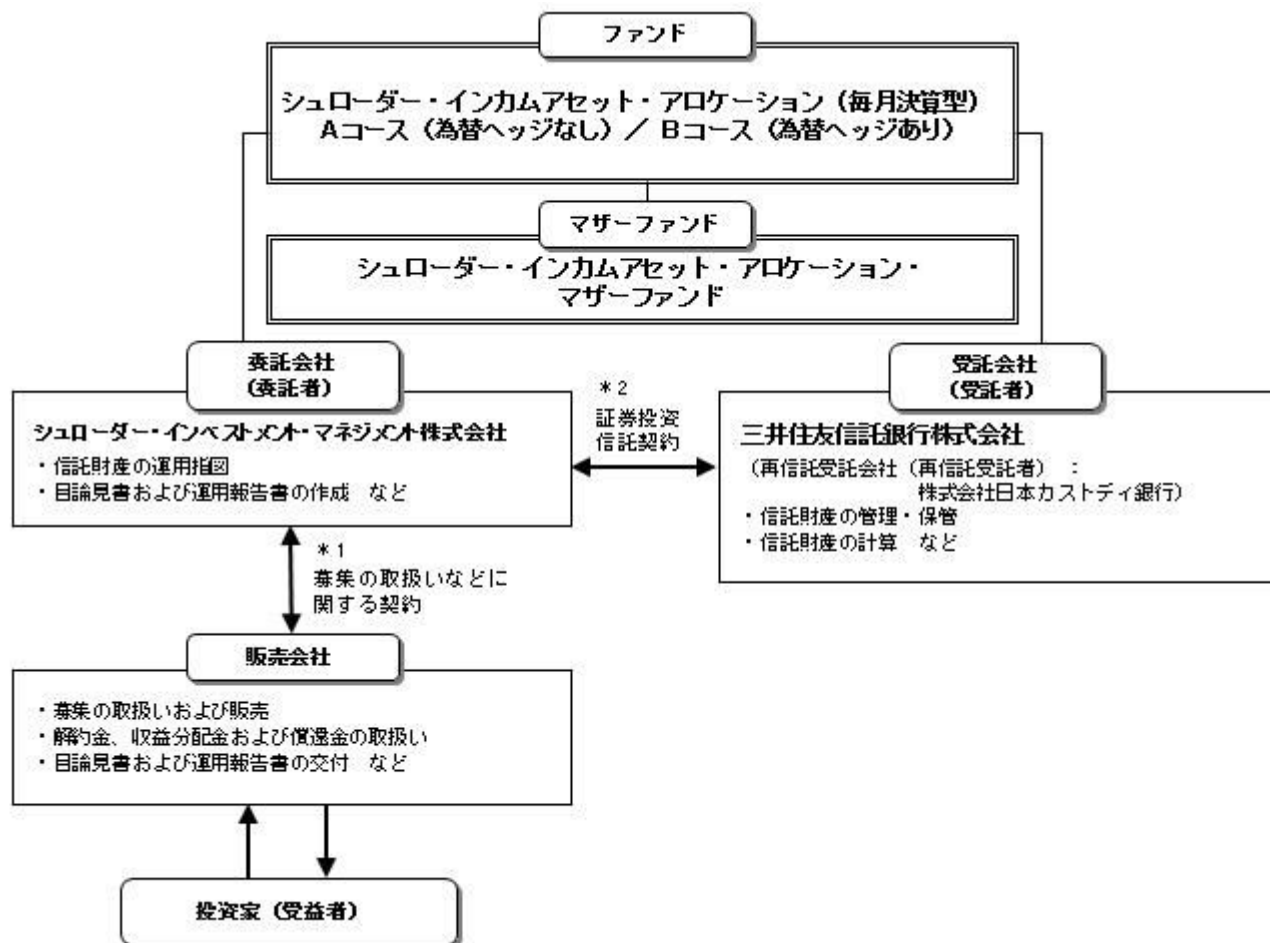 ファンド
シュローダー・インカムアセット・アロケーション（毎月決算型）
Aコース（為替ヘッジなし）／ Bコース（為替ヘッジあり）
マザーファンド
シュローダー・インカムアセット・アロケーション・
マザーファンド
委託会社
（委託者）
シュローダー・インベストメント・マネジメント株式会社
・信託財産の運用指図
・目論見書および運用報告書の作成　など
＊2
証券投資
信託契約
受託会社
（受託者）
三井住友信託銀行株式会社
（再信託受託会社（再信託受託者）　：
株式会社日本カストディ銀行）
・信託財産の管理・保管
・信託財産の計算　など
＊1
募集の取扱いなどに
関する契約
販売会社
・募集の取扱いおよび販売
・解約金、収益分配金および償還金の取扱い
・目論見書および運用報告書の交付　など
投資家（受益者）